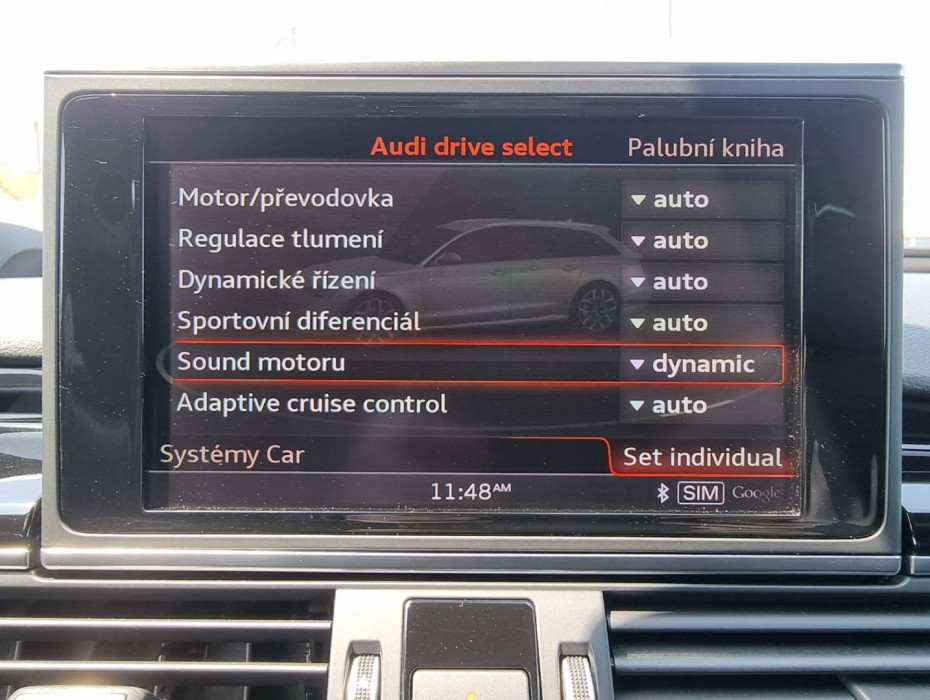 Audi drive select Palubní kniha
Motor/převodovka auto
Regulace tlumení auto
Dynamické řízení auto
Sportovní diferenciál auto
Sound motoru dynamic
Adaptive cruise control auto
Systémy Car Set individual
11:48AM SIM Google